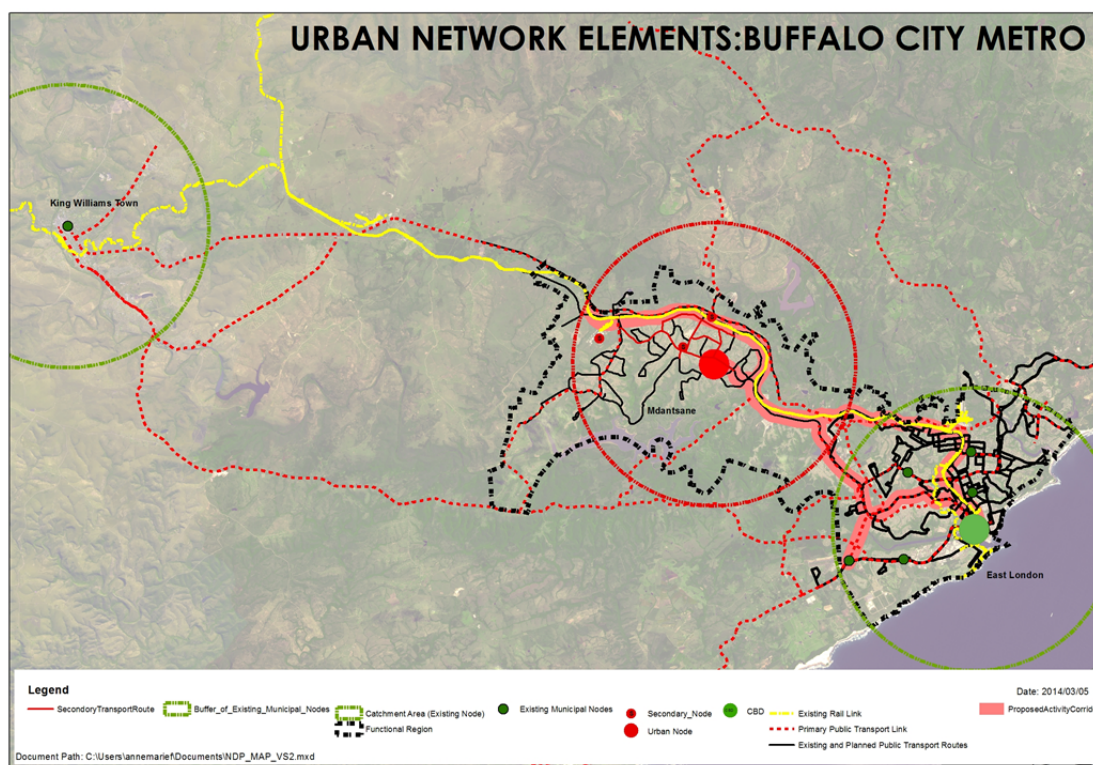 URBAN NETWORK ELEMENTS:BUFFALO CITY METRO
King Williams Town
Mdantsane
East London
Legend
Date: 2014/03/05
SecondoryTransportRoute
Buffer_of_Existing_Municipal_Nodes
Catchment Area (Existing Node)
Functional Region
Existing Municipal Nodes
Secondary_Node
Urban Node
CBD
Existing Rail Link
Primary Public Transport Link
Existing and Planned Public Transport Routes
ProposedActivityCorrid
Document Path: C:\Users\annemarief\Documents\NDP_MAP_VS2.mxd